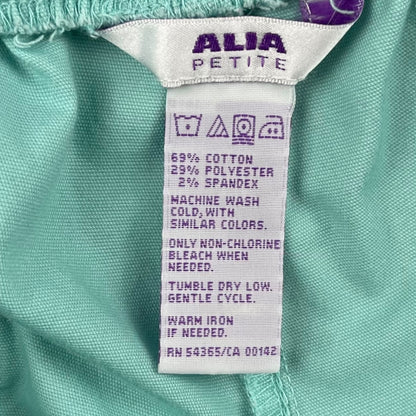 ALIA
PETITE
69% COTTON
29% POLYESTER
2% SPANDEX
MACHINE WASH
COLD, WITH
SIMILAR COLORS.
ONLY NON-CHLORINE
BLEACH WHEN
NEEDED.
TUMBLE DRY LOW.
GENTLE CYCLE.
WARM IRON
IF NEEDED.
RN 54365/CA 00142